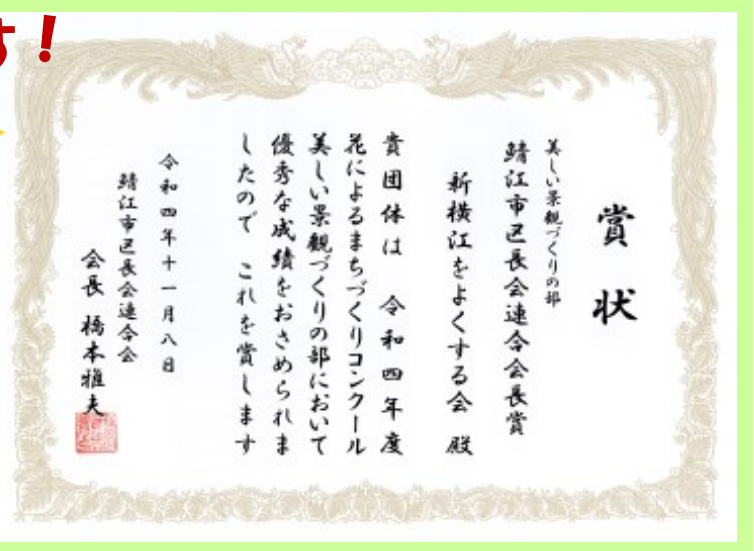 す！
賞状
美しい景観づくりの部
鯖江市区長会連合会長賞
新横江をよくする会 殿
貴団体は 令和四年度
花によるまちづくりコンクール
美しい景観づくりの部において
優秀な成績をおさめられま
したので これを賞します
令和四年十一月八日
鯖江市区長会連合会
会長 橋本雅夫